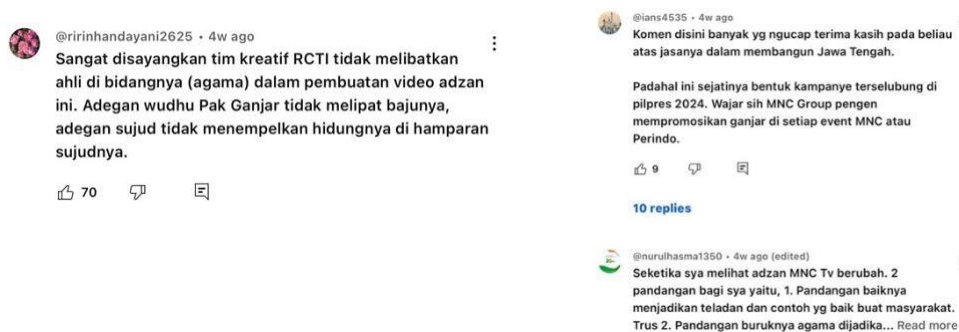 @ririnhandayani2625 • 4w ago
Sangat disayangkan tim kreatif RCTI tidak melibatkan
ahli di bidangnya (agama) dalam pembuatan video adzan
ini. Adegan wudhu Pak Ganjar tidak melipat bajunya,
adegan sujud tidak menempelkan hidungnya di hamparan
sujudnya.
70
@ians4535 • 4w ago
Komen disini banyak yg ngucap terima kasih pada beliau
atas jasanya dalam membangun Jawa Tengah.
Padahal ini sejatinya bentuk kampanye terselubung di
pilpres 2024. Wajar sih MNC Group pengen
mempromosikan ganjar di setiap event MNC atau
Perindo.
9
10 replies
@nurulhasma1350 • 4w ago (edited)
Seketika sya melihat adzan MNC Tv berubah. 2
pandangan bagi sya yaitu, 1. Pandangan baiknya
menjadikan teladan dan contoh yg baik buat masyarakat.
Trus 2. Pandangan buruknya agama dijadika... Read more